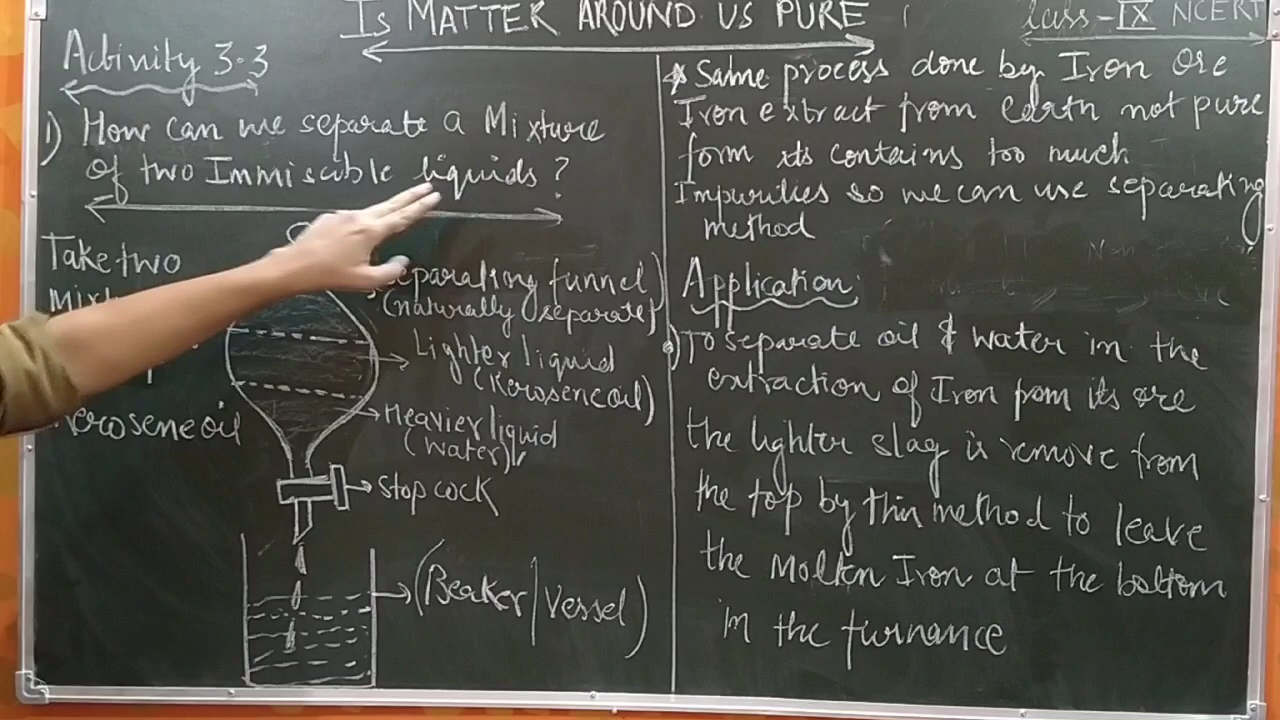 Is MATTER AROUND US PURE
lass - IX NCERT
Activity 3.3
1) How can we separate a Mixture
of two Immiscible liquids?
Take two
Kerosene oil
Separating funnel
(naturally separate)
Lighter liquid
(Kerosene oil)
Heavier liquid
(Water)
Stop cock
(Beaker | Vessel)
* Same process done by Iron Ore
Iron extract from earth not pure
form its contains too much
Impurities so we can use separating
method
Application:
1) To separate oil & water in the
extraction of Iron from its ore
the lighter slag is remove from
the top by this method to leave
the Molten Iron at the bottom
in the furnance